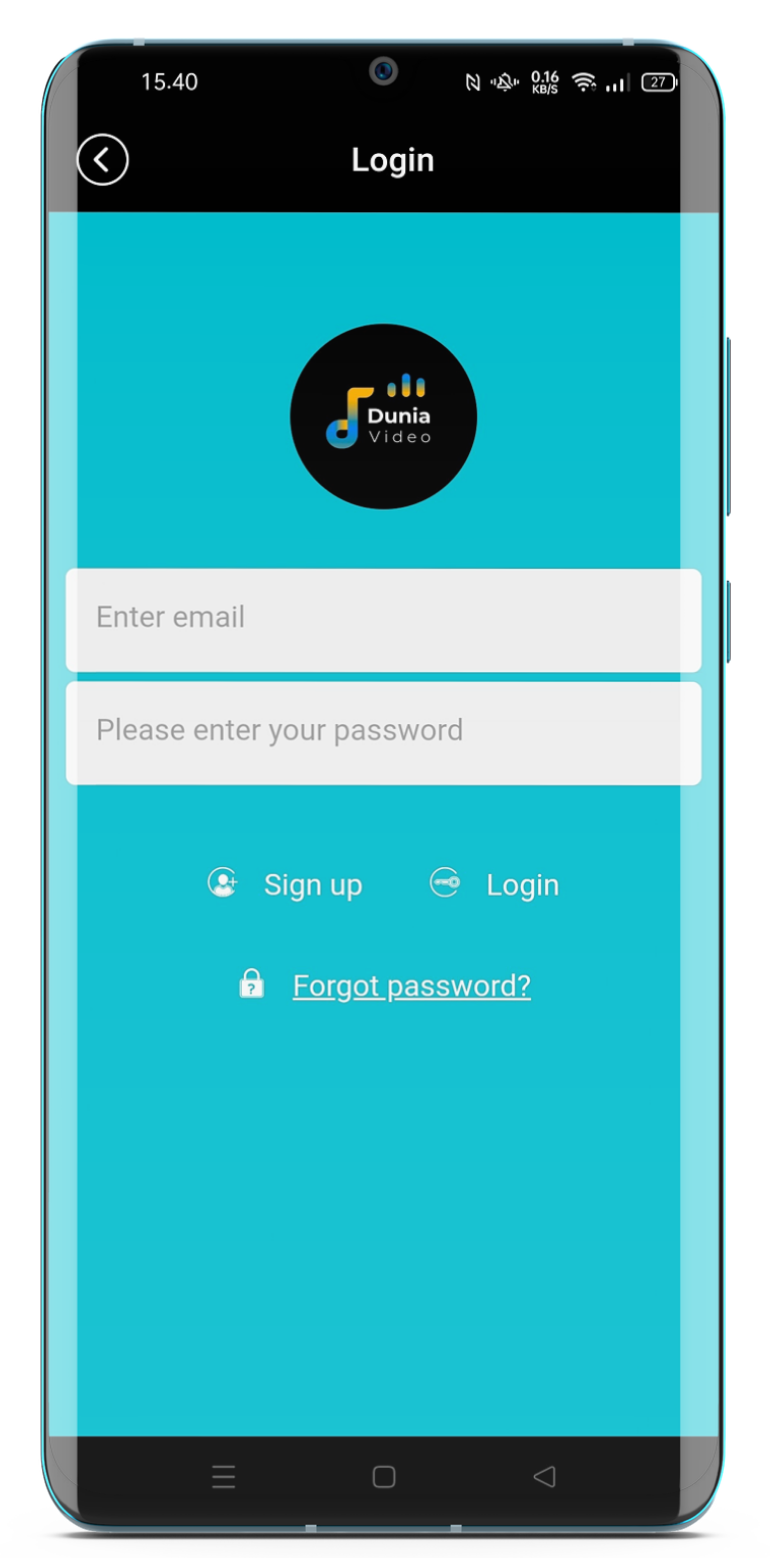 15.40 0.16 KB/S 27
Login
Dunia
Video
Enter email
Please enter your password
Sign up Login
? Forgot password?